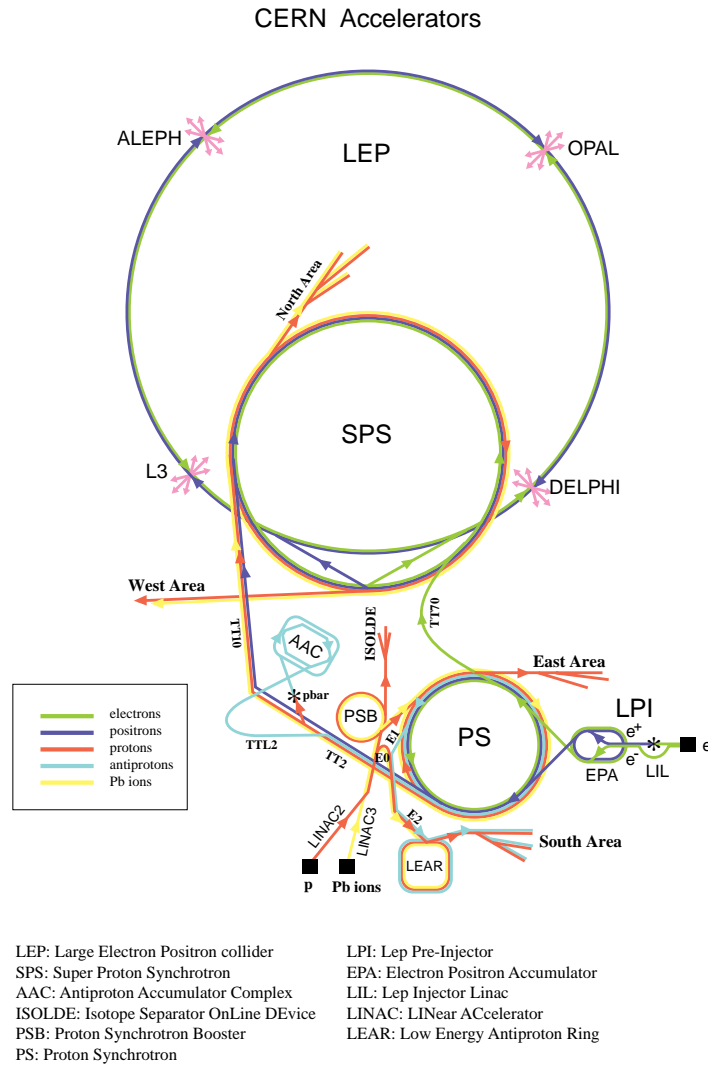 CERN Accelerators
ALEPH
LEP
OPAL
North Area
SPS
L3
DELPHI
West Area
TT10
AAC
ISOLDE
TT70
East Area
pbar
electrons
positrons
protons
antiprotons
Pb ions
PSB
E1
PS
LPI
e+
e-
e
EPA
LIL
TTL2
TT2
E0
LINAC2
LINAC3
E2
South Area
LEAR
p
Pb ions
LEP: Large Electron Positron collider
SPS: Super Proton Synchrotron
AAC: Antiproton Accumulator Complex
ISOLDE: Isotope Separator OnLine DEvice
PSB: Proton Synchrotron Booster
PS: Proton Synchrotron
LPI: Lep Pre-Injector
EPA: Electron Positron Accumulator
LIL: Lep Injector Linac
LINAC: LINear ACcelerator
LEAR: Low Energy Antiproton Ring